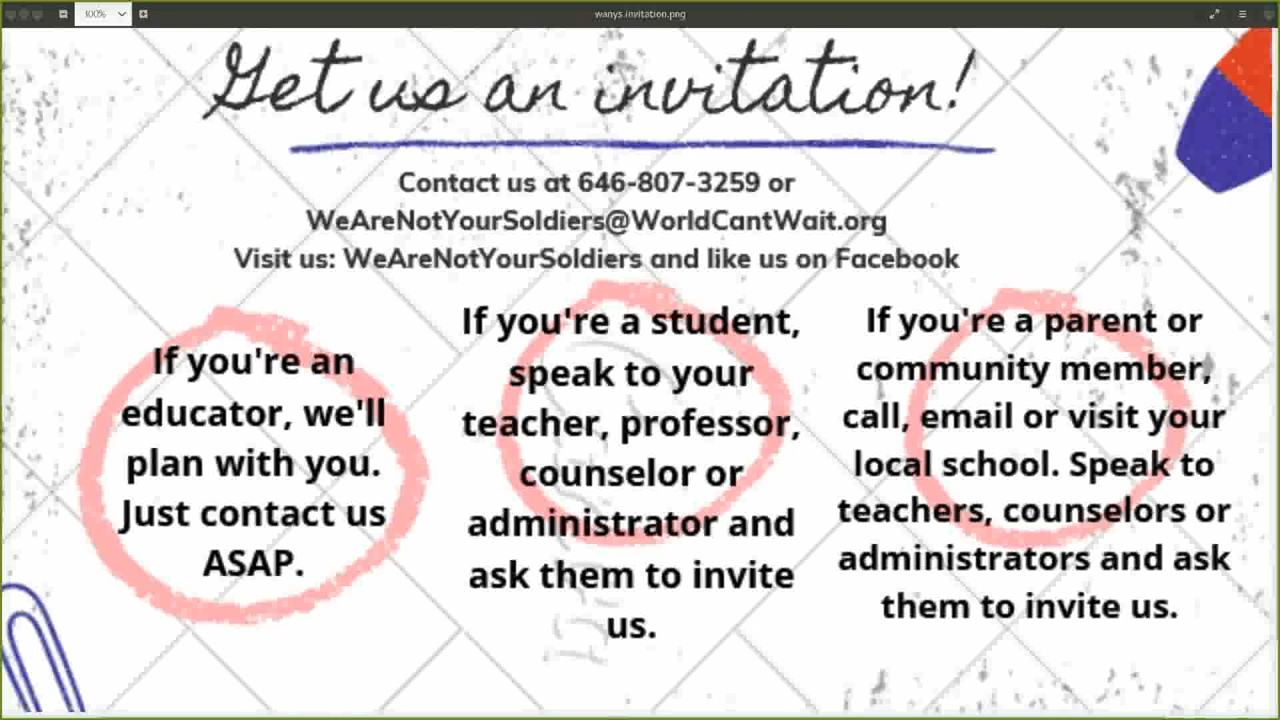 100%
wanys.invitation.png
Get us an invitation!
Contact us at 646-807-3259 or
WeAreNotYourSoldiers@WorldCantWait.org
Visit us: WeAreNotYourSoldiers and like us on Facebook
If you're an
educator, we'll
plan with you.
Just contact us
ASAP.
If you're a student,
speak to your
teacher, professor,
counselor or
administrator and
ask them to invite
us.
If you're a parent or
community member,
call, email or visit your
local school. Speak to
teachers, counselors or
administrators and ask
them to invite us.